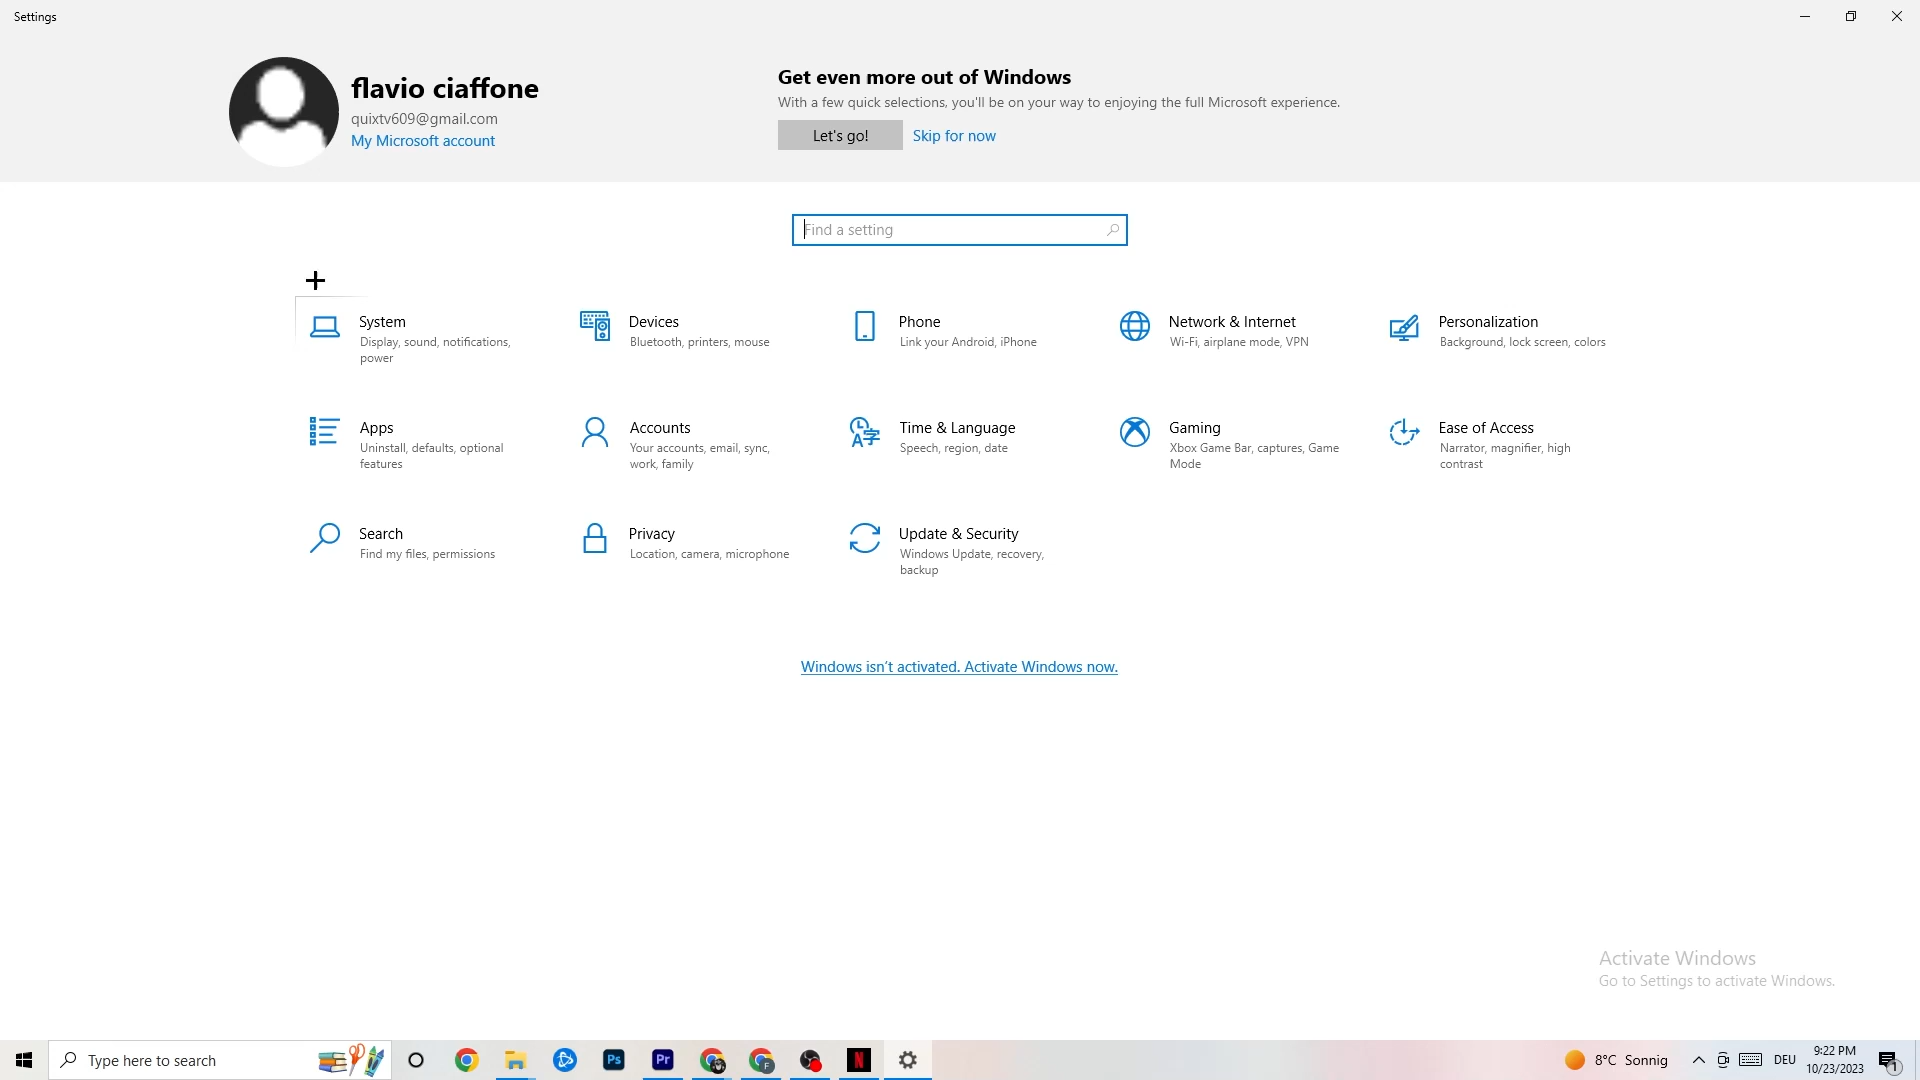 Settings
flavio ciaffone
quixtv609@gmail.com
My Microsoft account
Get even more out of Windows
With a few quick selections, you'll be on your way to enjoying the full Microsoft experience.
Let's go!
Skip for now
Find a setting
System
Display, sound, notifications,
power
Devices
Bluetooth, printers, mouse
Phone
Link your Android, iPhone
Network & Internet
Wi-Fi, airplane mode, VPN
Personalization
Background, lock screen, colors
Apps
Uninstall, defaults, optional
features
Accounts
Your accounts, email, sync,
work, family
Time & Language
Speech, region, date
Gaming
Xbox Game Bar, captures, Game
Mode
Ease of Access
Narrator, magnifier, high
contrast
Search
Find my files, permissions
Privacy
Location, camera, microphone
Update & Security
Windows Update, recovery,
backup
Windows isn't activated. Activate Windows now.
Activate Windows
Go to Settings to activate Windows.
Type here to search
Ps
Pr
F
N
8°C Sonnig
DEU
9:22 PM
10/23/2023
1